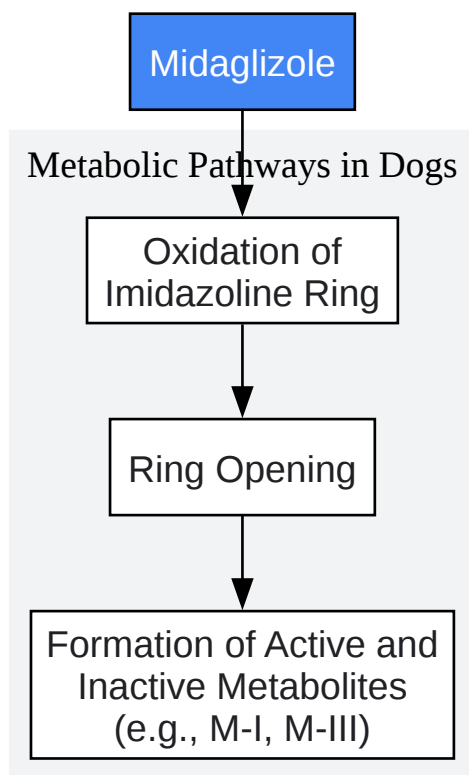 Midaglizole
Metabolic Pathways in Dogs
Oxidation of
Imidazoline Ring
Ring Opening
Formation of Active and
Inactive Metabolites
(e.g., M-I, M-III)